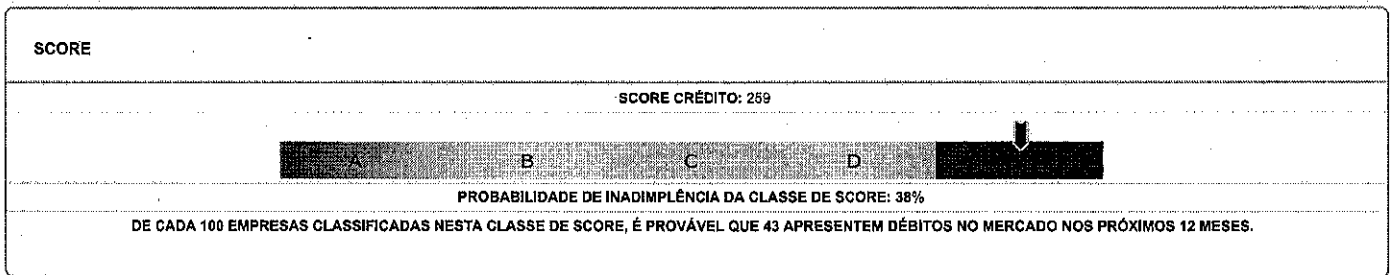 SCORE
SCORE CRÉDITO: 259
A B C D
PROBABILIDADE DE INADIMPLÊNCIA DA CLASSE DE SCORE: 38%
DE CADA 100 EMPRESAS CLASSIFICADAS NESTA CLASSE DE SCORE, É PROVÁVEL QUE 43 APRESENTEM DÉBITOS NO MERCADO NOS PRÓXIMOS 12 MESES.